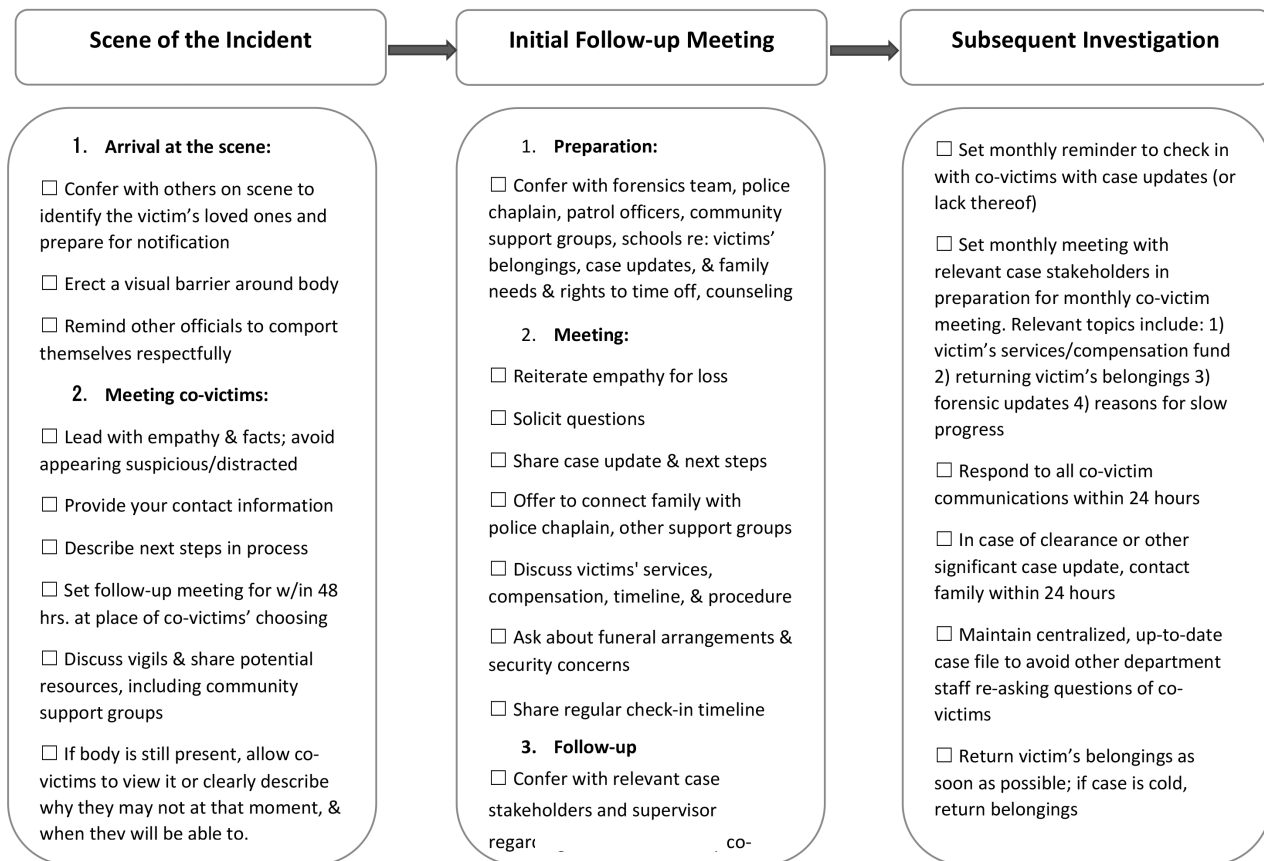 Scene of the Incident
Initial Follow-up Meeting
Subsequent Investigation
1. Arrival at the scene:
☐ Confer with others on scene to
identify the victim’s loved ones and
prepare for notification
☐ Erect a visual barrier around body
☐ Remind other officials to comport
themselves respectfully
2. Meeting co-victims:
☐ Lead with empathy & facts; avoid
appearing suspicious/distracted
☐ Provide your contact information
☐ Describe next steps in process
☐ Set follow-up meeting for w/in 48
hrs. at place of co-victims’ choosing
☐ Discuss vigils & share potential
resources, including community
support groups
☐ If body is still present, allow co-
victims to view it or clearly describe
why they may not at that moment, &
when they will be able to.
1. Preparation:
☐ Confer with forensics team, police
chaplain, patrol officers, community
support groups, schools re: victims’
belongings, case updates, & family
needs & rights to time off, counseling
2. Meeting:
☐ Reiterate empathy for loss
☐ Solicit questions
☐ Share case update & next steps
☐ Offer to connect family with
police chaplain, other support groups
☐ Discuss victims' services,
compensation, timeline, & procedure
☐ Ask about funeral arrangements &
security concerns
☐ Share regular check-in timeline
3. Follow-up
☐ Confer with relevant case
stakeholders and supervisor
co-
☐ Set monthly reminder to check in
with co-victims with case updates (or
lack thereof)
☐ Set monthly meeting with
relevant case stakeholders in
preparation for monthly co-victim
meeting. Relevant topics include: 1)
victim’s services/compensation fund
2) returning victim’s belongings 3)
forensic updates 4) reasons for slow
progress
☐ Respond to all co-victim
communications within 24 hours
☐ In case of clearance or other
significant case update, contact
family within 24 hours
☐ Maintain centralized, up-to-date
case file to avoid other department
staff re-asking questions of co-
victims
☐ Return victim’s belongings as
soon as possible; if case is cold,
return belongings